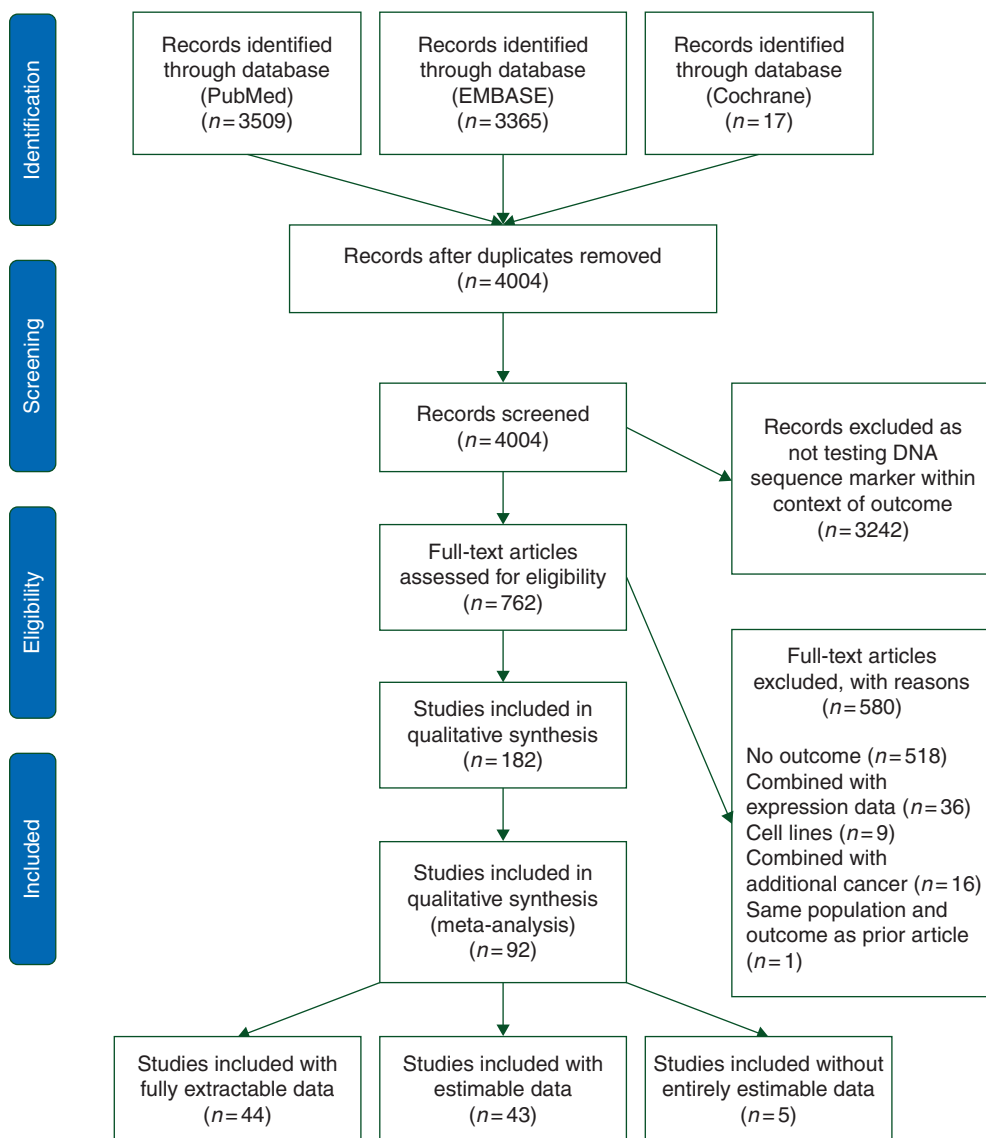 Identification
Records identified
through database
(PubMed)
(n=3509)
Records identified
through database
(EMBASE)
(n=3365)
Records identified
through database
(Cochrane)
(n=17)
Records after duplicates removed
(n=4004)
Screening
Records screened
(n=4004)
Records excluded as
not testing DNA
sequence marker within
context of outcome
(n=3242)
Eligibility
Full-text articles
assessed for eligibility
(n=762)
Full-text articles
excluded, with reasons
(n=580)
No outcome (n=518)
Combined with
expression data (n=36)
Cell lines (n=9)
Combined with
additional cancer (n=16)
Same population and
outcome as prior article
(n=1)
Studies included in
qualitative synthesis
(n=182)
Included
Studies included in
qualitative synthesis
(meta-analysis)
(n=92)
Studies included with
fully extractable data
(n=44)
Studies included with
estimable data
(n=43)
Studies included without
entirely estimable data
(n=5)